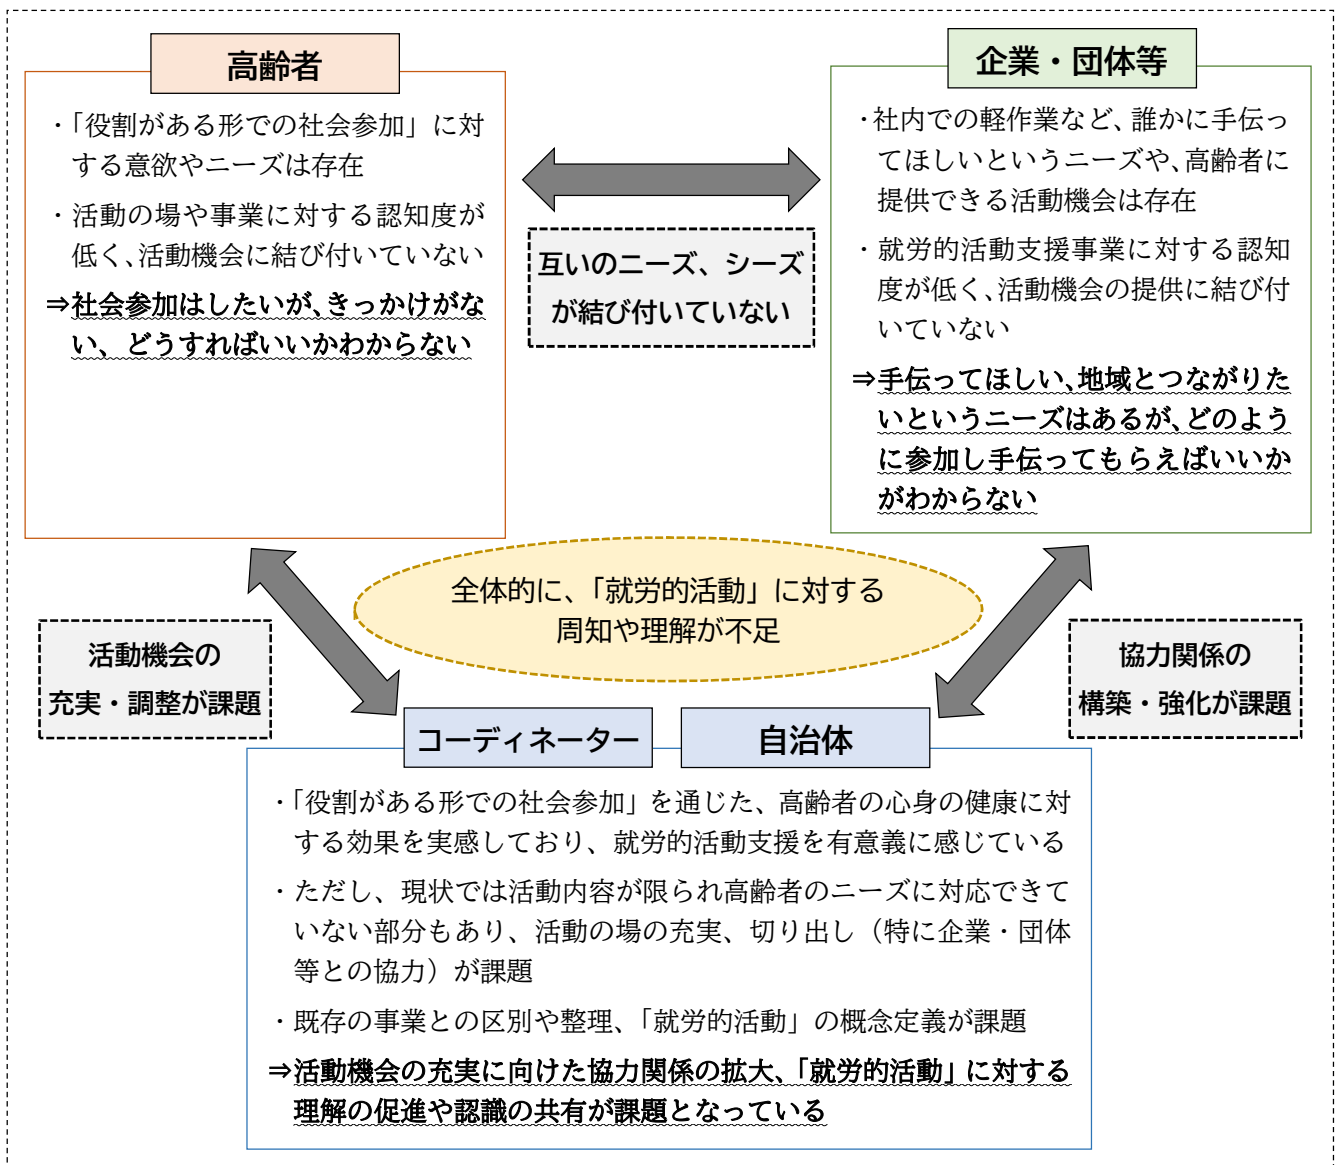 高齢者
・「役割がある形での社会参加」に対
する意欲やニーズは存在
・活動の場や事業に対する認知度が
低く、活動機会に結び付いていない
⇒社会参加はしたいが、きっかけがな
い、どうすればいいかわからない
互いのニーズ、シーズ
が結び付いていない
企業・団体等
・社内での軽作業など、誰かに手伝っ
てほしいというニーズや、高齢者に
提供できる活動機会は存在
・就労的活動支援事業に対する認知
度が低く、活動機会の提供に結び付
いていない
⇒手伝ってほしい、地域とつながりた
いというニーズはあるが、どのよう
に参加し手伝ってもらえばいいか
がわからない
全体的に、「就労的活動」に対する
周知や理解が不足
活動機会の
充実・調整が課題
協力関係の
構築・強化が課題
コーディネーター
自治体
・「役割がある形での社会参加」を通じた、高齢者の心身の健康に対
する効果を実感しており、就労的活動支援を有意義に感じている
・ただし、現状では活動内容が限られ高齢者のニーズに対応できて
いない部分もあり、活動の場の充実、切り出し（特に企業・団体
等との協力）が課題
・既存の事業との区別や整理、「就労的活動」の概念定義が課題
⇒活動機会の充実に向けた協力関係の拡大、「就労的活動」に対する
理解の促進や認識の共有が課題となっている